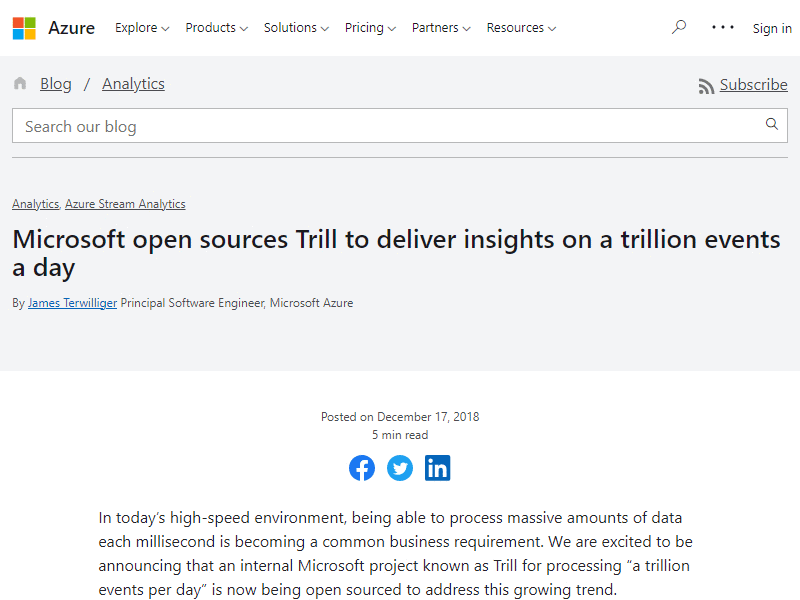 Azure Explore Products Solutions Pricing Partners Resources Sign in
Blog / Analytics Subscribe
Search our blog
Analytics, Azure Stream Analytics
Microsoft open sources Trill to deliver insights on a trillion events
a day
By James Terwilliger Principal Software Engineer, Microsoft Azure
Posted on December 17, 2018
5 min read
In today’s high-speed environment, being able to process massive amounts of data
each millisecond is becoming a common business requirement. We are excited to be
announcing that an internal Microsoft project known as Trill for processing “a trillion
events per day” is now being open sourced to address this growing trend.